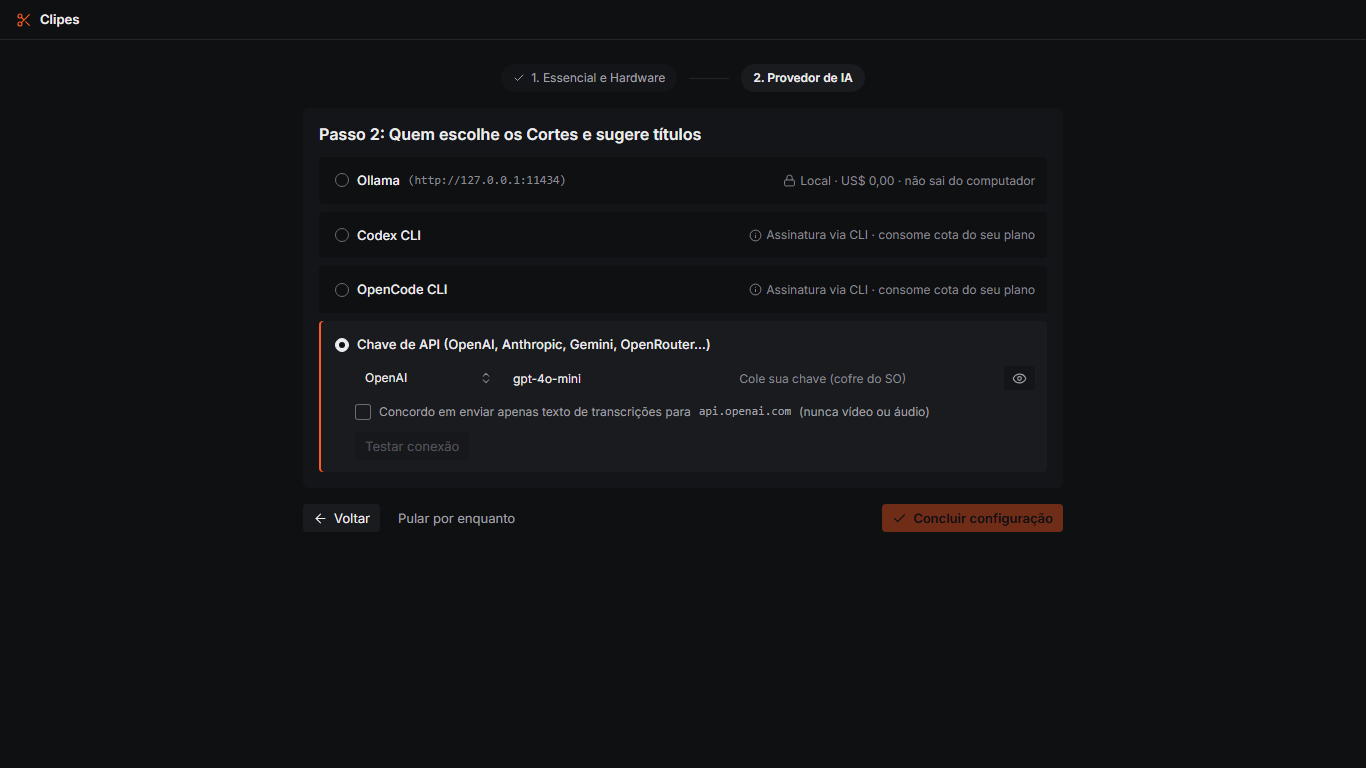 Clipes
1. Essencial e Hardware
2. Provedor de IA
Passo 2: Quem escolhe os Cortes e sugere títulos
Ollama (http://127.0.0.1:11434) Local · US$ 0,00 · não sai do computador
Codex CLI Assinatura via CLI · consome cota do seu plano
OpenCode CLI Assinatura via CLI · consome cota do seu plano
Chave de API (OpenAI, Anthropic, Gemini, OpenRouter...)
OpenAI gpt-4o-mini Cole sua chave (cofre do SO)
Concordo em enviar apenas texto de transcrições para api.openai.com (nunca vídeo ou áudio)
Testar conexão
Voltar Pular por enquanto Concluir configuração